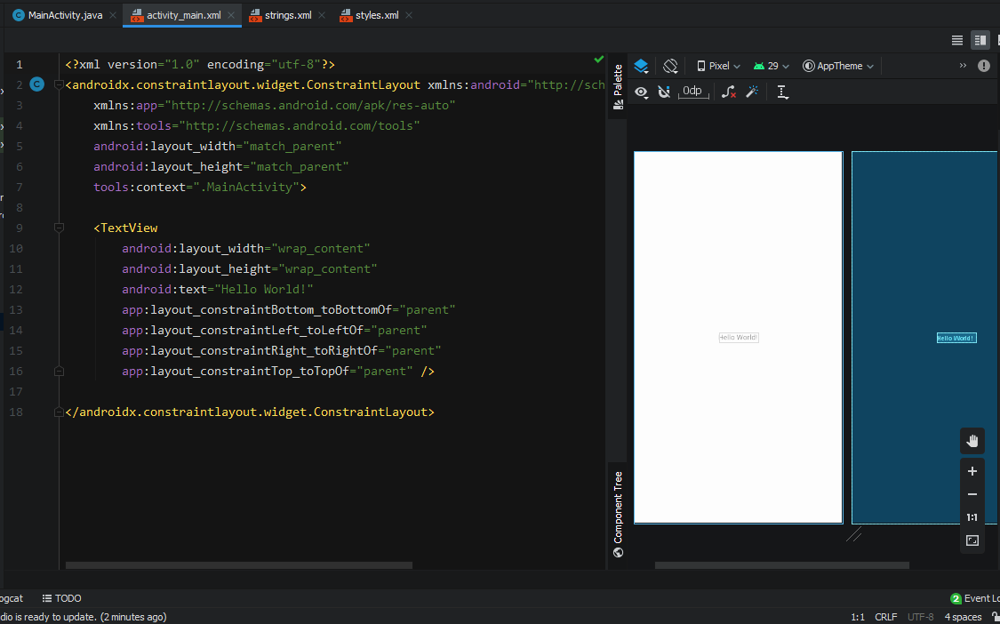 MainActivity.java activity_main.xml strings.xml styles.xml
1 <?xml version="1.0" encoding="utf-8"?>
2 <androidx.constraintlayout.widget.ConstraintLayout xmlns:android="http://sch
3 xmlns:app="http://schemas.android.com/apk/res-auto"
4 xmlns:tools="http://schemas.android.com/tools"
5 android:layout_width="match_parent"
6 android:layout_height="match_parent"
7 tools:context=".MainActivity">
8
9 <TextView
10 android:layout_width="wrap_content"
11 android:layout_height="wrap_content"
12 android:text="Hello World!"
13 app:layout_constraintBottom_toBottomOf="parent"
14 app:layout_constraintLeft_toLeftOf="parent"
15 app:layout_constraintRight_toRightOf="parent"
16 app:layout_constraintTop_toTopOf="parent" />
17
18 </androidx.constraintlayout.widget.ConstraintLayout>
Palette
Component Tree
Pixel 29 AppTheme
0dp
Hello World!
Hello World!
1:1
ogcat TODO
2 Event Lo
dio is ready to update. (2 minutes ago)
1:1 CRLF UTF-8 4 spaces